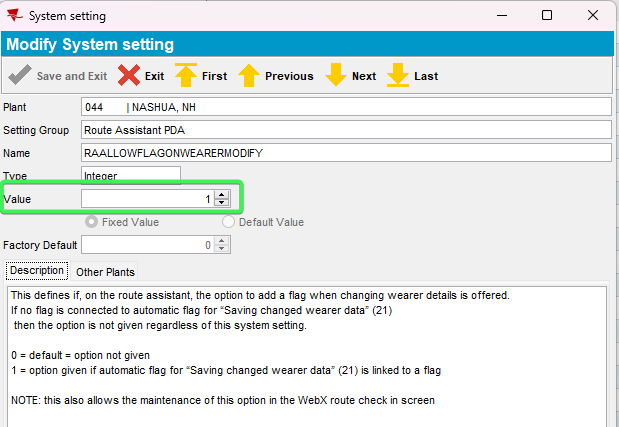 System setting
Modify System setting
Save and Exit Exit First Previous Next Last
Plant 044 | NASHUA, NH
Setting Group Route Assistant PDA
Name RAALLOWFLAGONWEARERMODIFY
Type Integer
Value 1
Fixed Value Default Value
Factory Default 0
Description Other Plants
This defines if, on the route assistant, the option to add a flag when changing wearer details is offered.
If no flag is connected to automatic flag for “Saving changed wearer data” (21)
then the option is not given regardless of this system setting.
0 = default = option not given
1 = option given if automatic flag for “Saving changed wearer data” (21) is linked to a flag
NOTE: this also allows the maintenance of this option in the WebX route check in screen